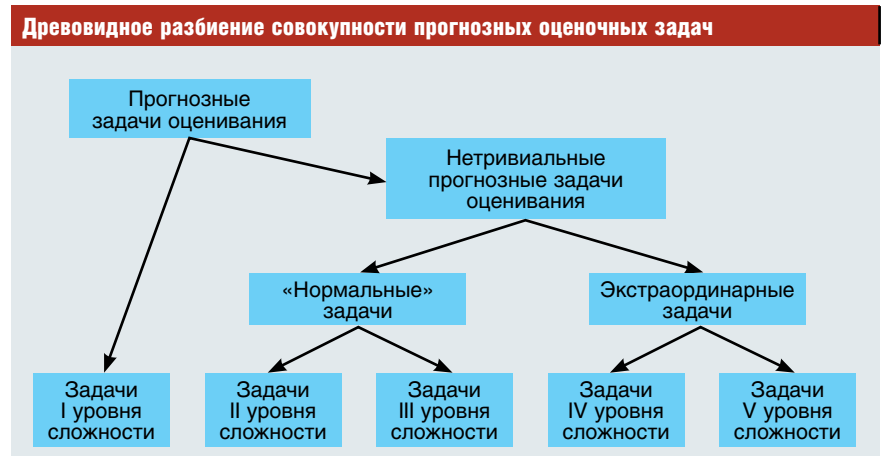 Древовидное разбиение совокупности прогнозных оценочных задач
Прогнозные
задачи оценивания
Нетривиальные
прогнозные задачи
оценивания
«Нормальные»
задачи
Экстраординарные
задачи
Задачи
I уровня
сложности
Задачи
II уровня
сложности
Задачи
III уровня
сложности
Задачи
IV уровня
сложности
Задачи
V уровня
сложности